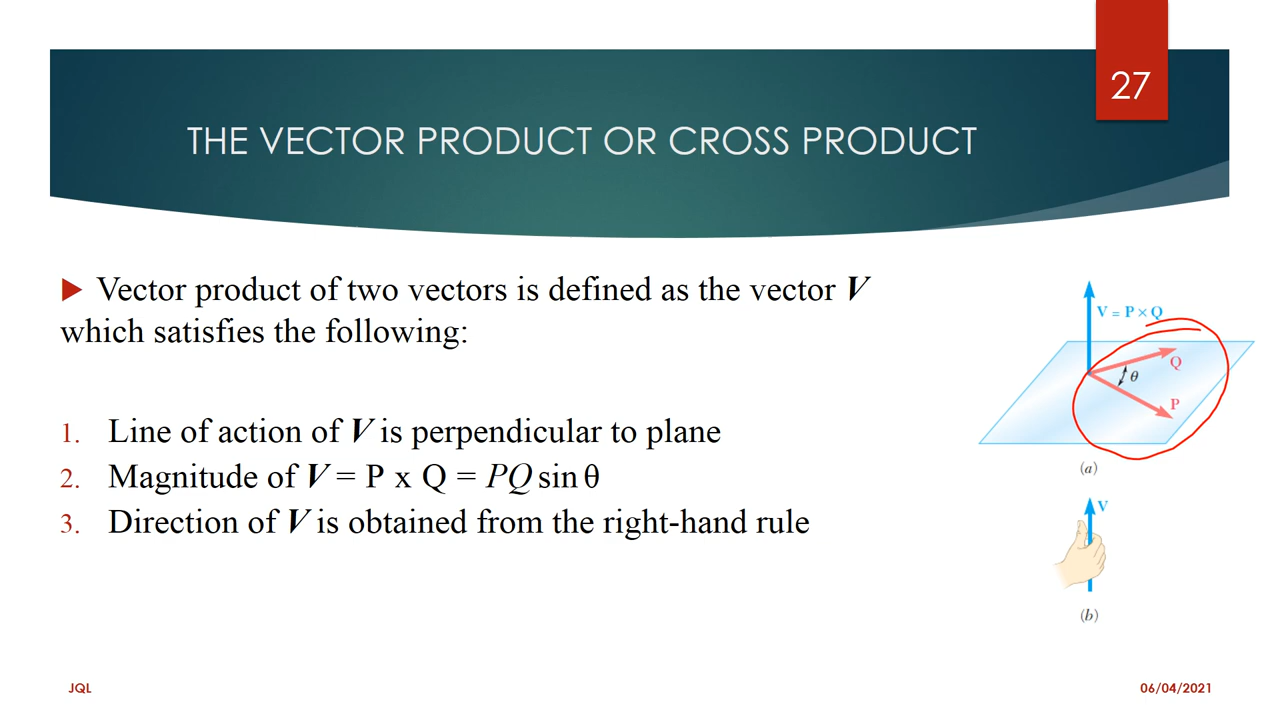 27
THE VECTOR PRODUCT OR CROSS PRODUCT
Vector product of two vectors is defined as the vector V
which satisfies the following:
1. Line of action of V is perpendicular to plane
2. Magnitude of V = P x Q = PQ sin θ
3. Direction of V is obtained from the right-hand rule
V = P × Q
Q
θ
P
(a)
V
(b)
JQL
06/04/2021